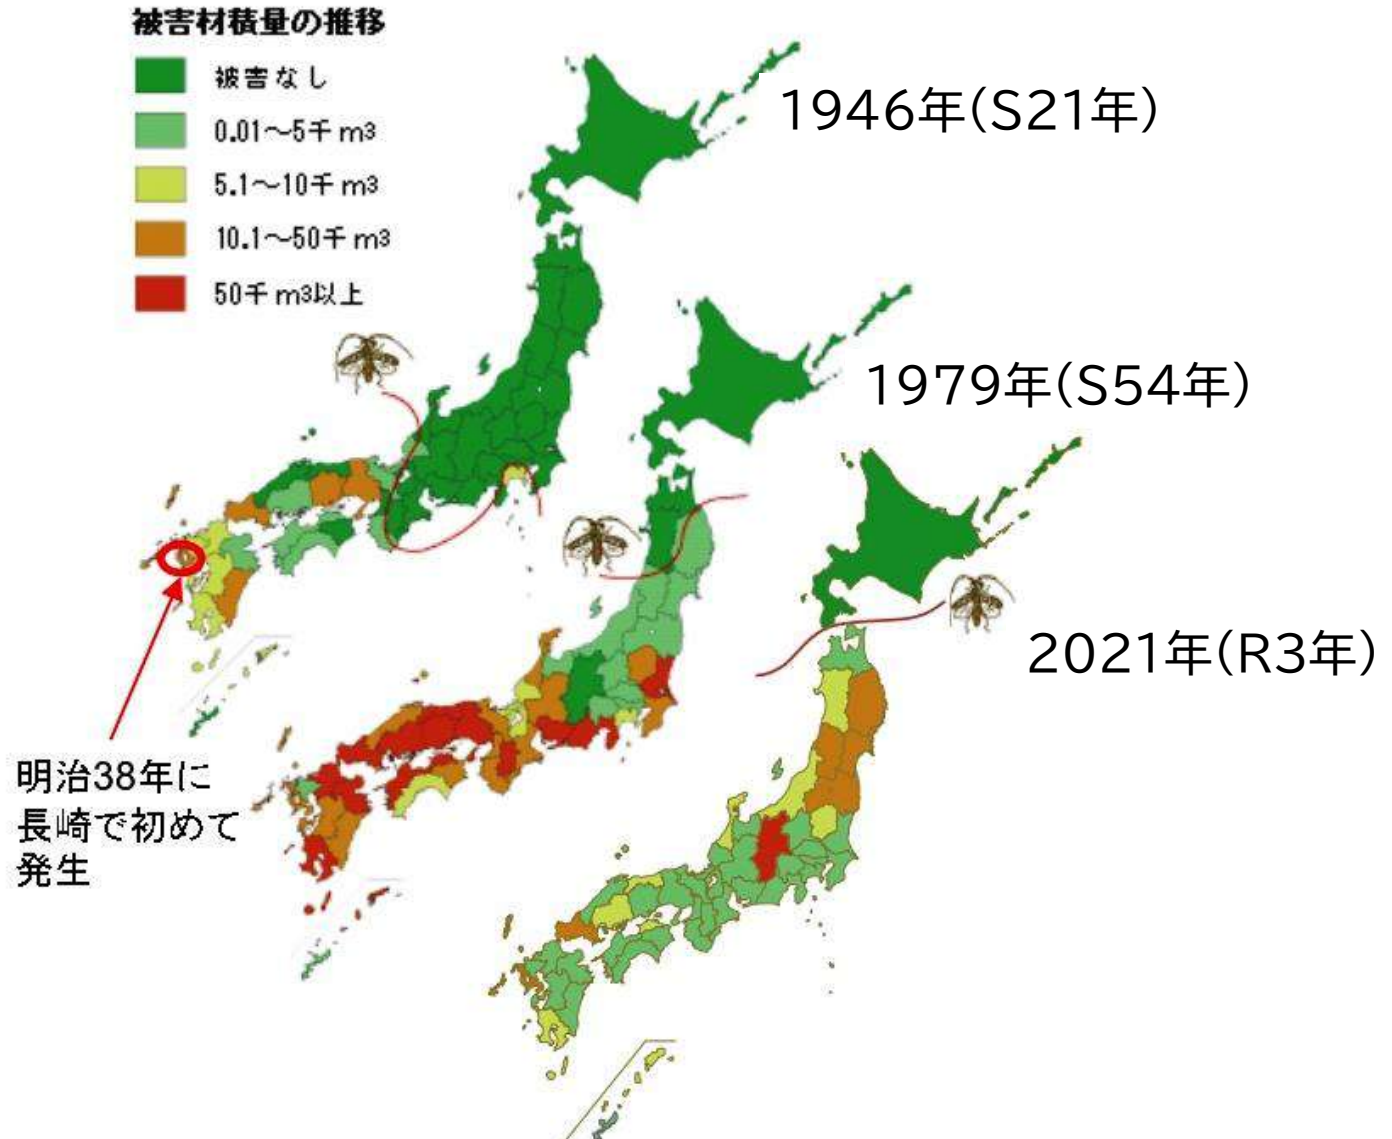 被害材積量の推移
被害なし
0.01～5千m3
5.1～10千m3
10.1～50千m3
50千m3以上
1946年(S21年)
1979年(S54年)
2021年(R3年)
明治38年に
長崎で初めて
発生